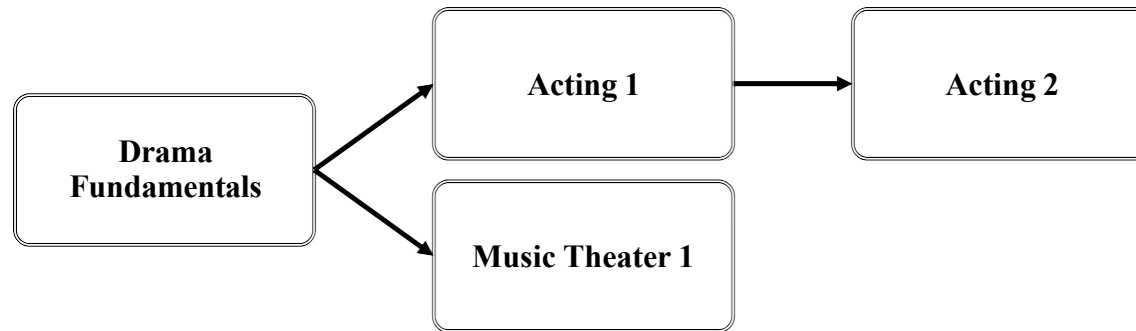 Drama
Fundamentals
Acting 1
Acting 2
Music Theater 1